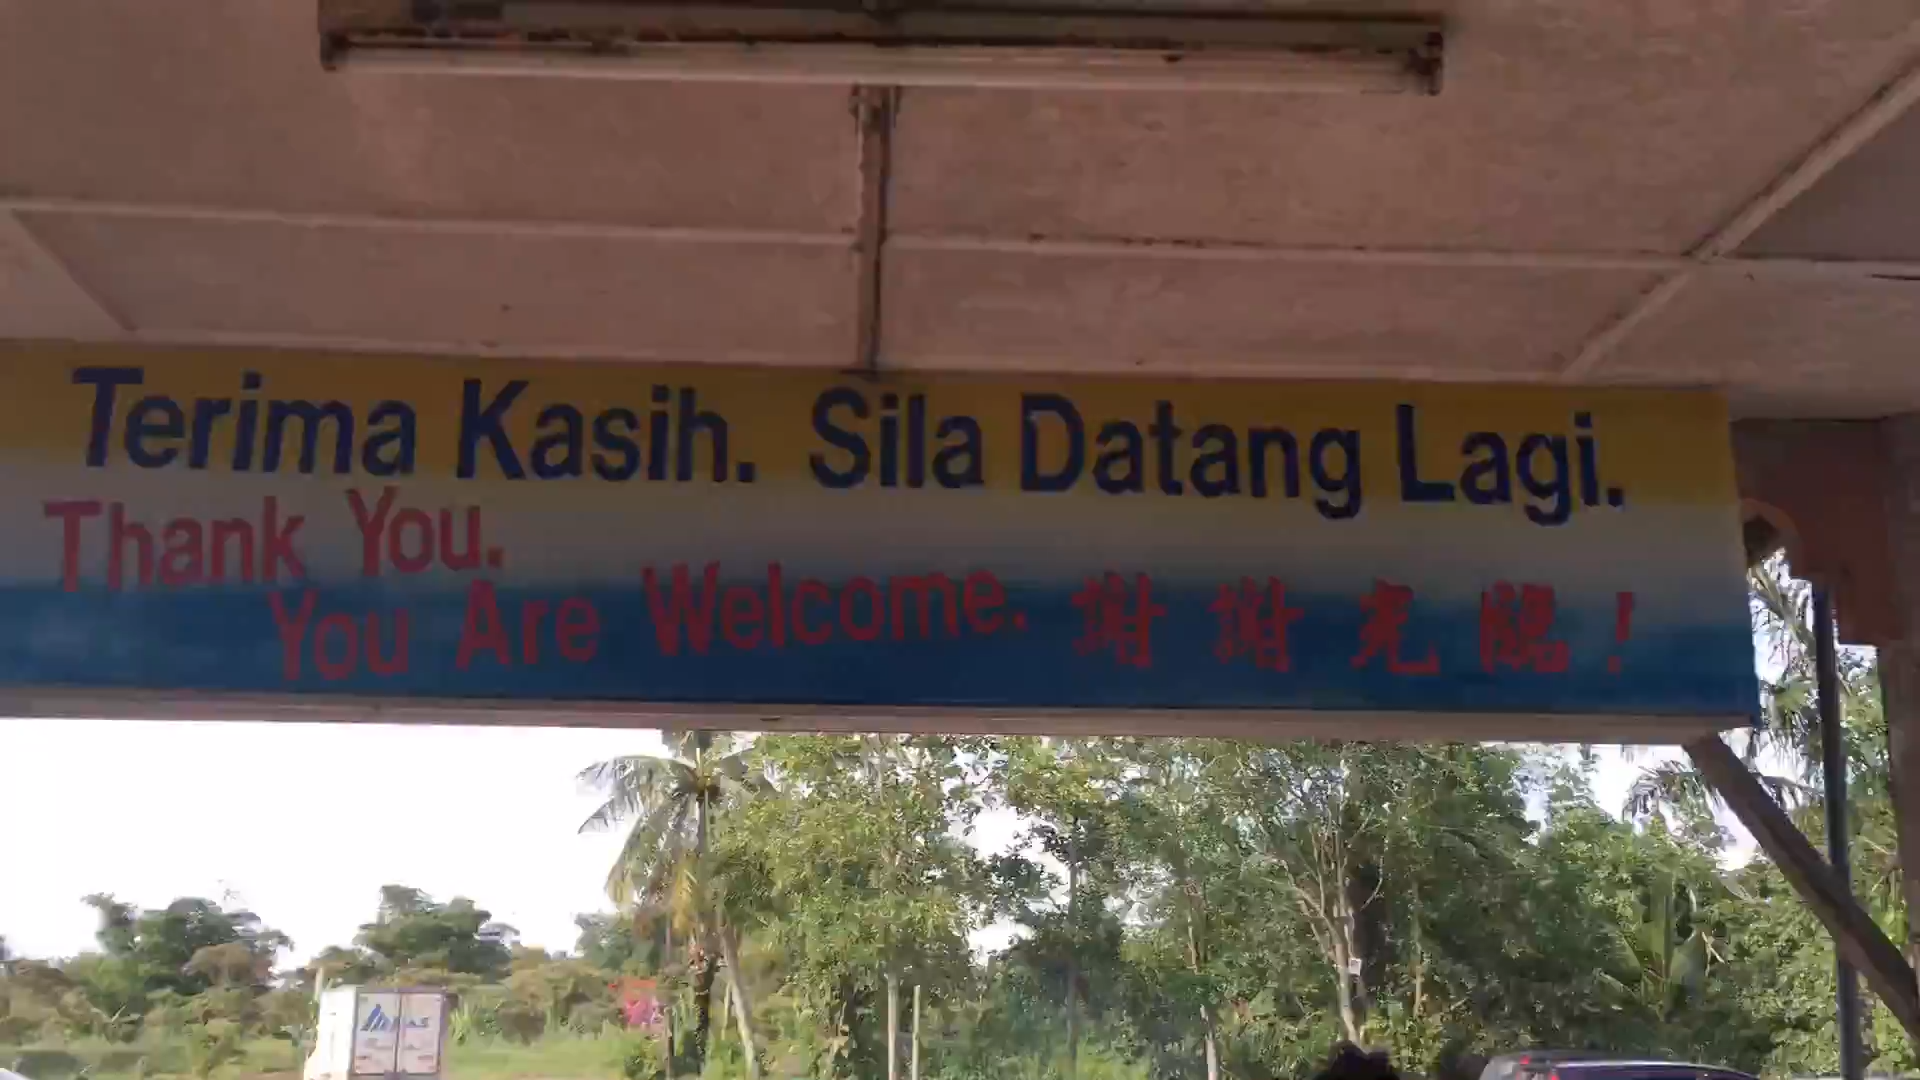 Terima Kasih. Sila Datang Lagi.
Thank You.
You Are Welcome. 謝謝光臨!